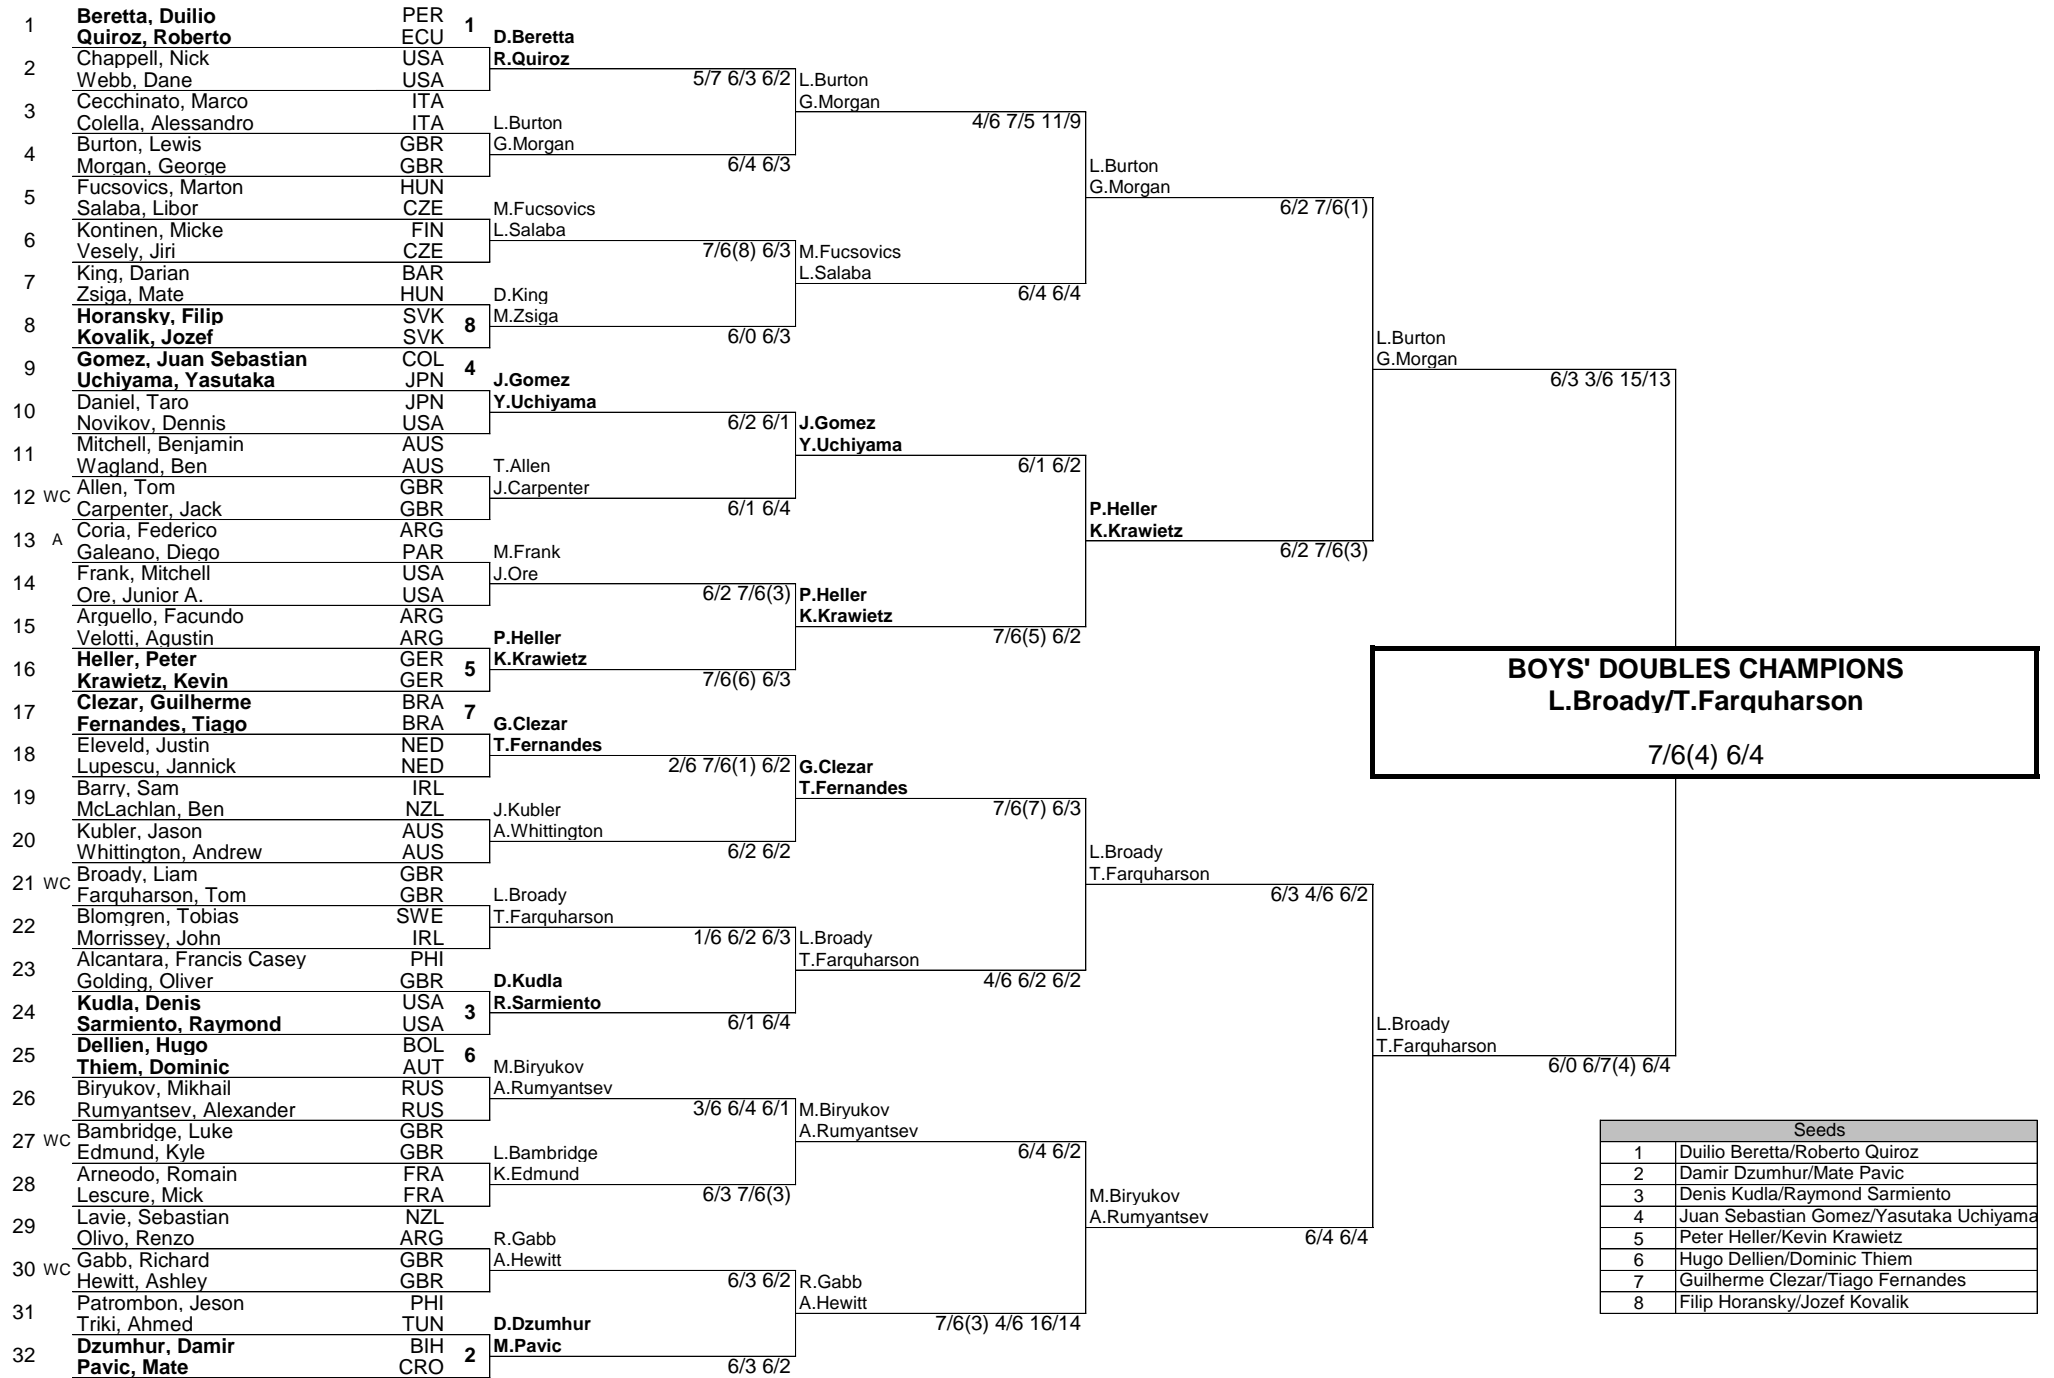 1 Beretta, Duilio PER 1
Quiroz, Roberto ECU
2 Chappell, Nick USA
Webb, Dane USA
3 Cecchinato, Marco ITA
Colella, Alessandro ITA
4 Burton, Lewis GBR
Morgan, George GBR
5 Fucsovics, Marton HUN
Salaba, Libor CZE
6 Kontinen, Micke FIN
Vesely, Jiri CZE
7 King, Darian BAR
Zsiga, Mate HUN
8 Horansky, Filip SVK 8
Kovalik, Jozef SVK
9 Gomez, Juan Sebastian COL 4
Uchiyama, Yasutaka JPN
10 Daniel, Taro JPN
Novikov, Dennis USA
11 Mitchell, Benjamin AUS
Wagland, Ben AUS
12 WC Allen, Tom GBR
Carpenter, Jack GBR
13 A Coria, Federico ARG
Galeano, Diego PAR
14 Frank, Mitchell USA
Ore, Junior A. USA
15 Arguello, Facundo ARG
Velotti, Agustin ARG
16 Heller, Peter GER 5
Krawietz, Kevin GER
17 Clezar, Guilherme BRA 7
Fernandes, Tiago BRA
18 Eleveld, Justin NED
Lupescu, Jannick NED
19 Barry, Sam IRL
McLachlan, Ben NZL
20 Kubler, Jason AUS
Whittington, Andrew AUS
21 WC Broady, Liam GBR
Farquharson, Tom GBR
22 Blomgren, Tobias SWE
Morrissey, John IRL
23 Alcantara, Francis Casey PHI
Golding, Oliver GBR
24 Kudla, Denis USA 3
Sarmiento, Raymond USA
25 Dellien, Hugo BOL 6
Thiem, Dominic AUT
26 Biryukov, Mikhail RUS
Rumyantsev, Alexander RUS
27 WC Bambridge, Luke GBR
Edmund, Kyle GBR
28 Arneodo, Romain FRA
Lescure, Mick FRA
29 Lavie, Sebastian NZL
Olivo, Renzo ARG
30 WC Gabb, Richard GBR
Hewitt, Ashley GBR
31 Patrombon, Jeson PHI
Triki, Ahmed TUN
32 Dzumhur, Damir BIH 2
Pavic, Mate CRO
D.Beretta
R.Quiroz
5/7 6/3 6/2
L.Burton
G.Morgan
6/4 6/3
M.Fucsovics
L.Salaba
7/6(8) 6/3
D.King
M.Zsiga
6/0 6/3
J.Gomez
Y.Uchiyama
6/2 6/1
T.Allen
J.Carpenter
6/1 6/4
M.Frank
J.Ore
6/2 7/6(3)
P.Heller
K.Krawietz
7/6(6) 6/3
G.Clezar
T.Fernandes
2/6 7/6(1) 6/2
J.Kubler
A.Whittington
6/2 6/2
L.Broady
T.Farquharson
1/6 6/2 6/3
D.Kudla
R.Sarmiento
6/1 6/4
M.Biryukov
A.Rumyantsev
3/6 6/4 6/1
L.Bambridge
K.Edmund
6/3 7/6(3)
R.Gabb
A.Hewitt
6/3 6/2
D.Dzumhur
M.Pavic
6/3 6/2
L.Burton
G.Morgan
4/6 7/5 11/9
M.Fucsovics
L.Salaba
6/4 6/4
J.Gomez
Y.Uchiyama
6/1 6/2
P.Heller
K.Krawietz
7/6(5) 6/2
G.Clezar
T.Fernandes
7/6(7) 6/3
L.Broady
T.Farquharson
4/6 6/2 6/2
M.Biryukov
A.Rumyantsev
6/4 6/2
R.Gabb
A.Hewitt
7/6(3) 4/6 16/14
L.Burton
G.Morgan
6/2 7/6(1)
P.Heller
K.Krawietz
6/2 7/6(3)
L.Broady
T.Farquharson
6/3 4/6 6/2
M.Biryukov
A.Rumyantsev
6/4 6/4
L.Burton
G.Morgan
6/3 3/6 15/13
L.Broady
T.Farquharson
6/0 6/7(4) 6/4
BOYS' DOUBLES CHAMPIONS
L.Broady/T.Farquharson
7/6(4) 6/4
Seeds
1 Duilio Beretta/Roberto Quiroz
2 Damir Dzumhur/Mate Pavic
3 Denis Kudla/Raymond Sarmiento
4 Juan Sebastian Gomez/Yasutaka Uchiyama
5 Peter Heller/Kevin Krawietz
6 Hugo Dellien/Dominic Thiem
7 Guilherme Clezar/Tiago Fernandes
8 Filip Horansky/Jozef Kovalik